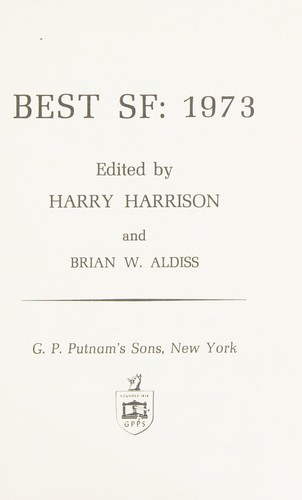 BEST SF: 1973
Edited by
HARRY HARRISON
and
BRIAN W. ALDISS
G. P. Putnam's Sons, New York
GPPS